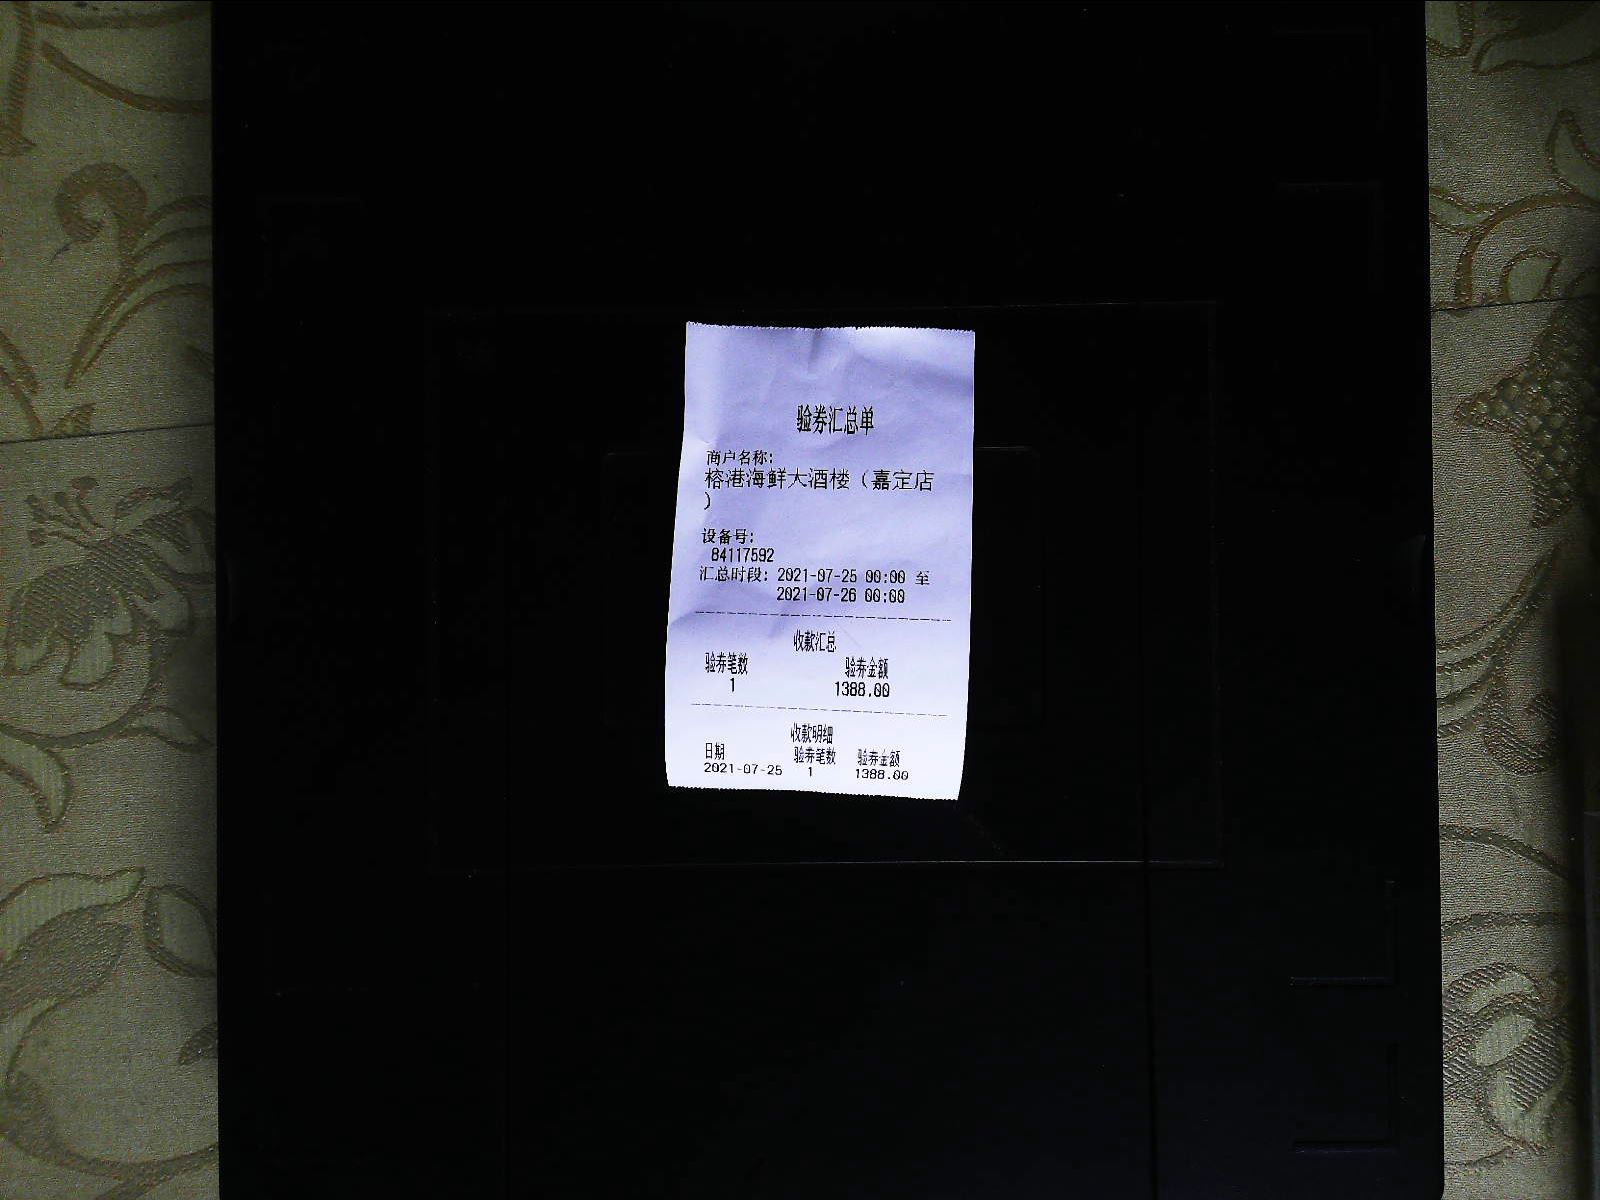 验券汇总单
商户名称:
榕港海鲜大酒楼（嘉定店
）
设备号:
84117592
汇总时段: 2021-07-25 00:00 至
2021-07-26 00:00
收款汇总
验券笔数 验券金额
1 1388.00
收款明细
日期 验券笔数 验券金额
2021-07-25 1 1388.00